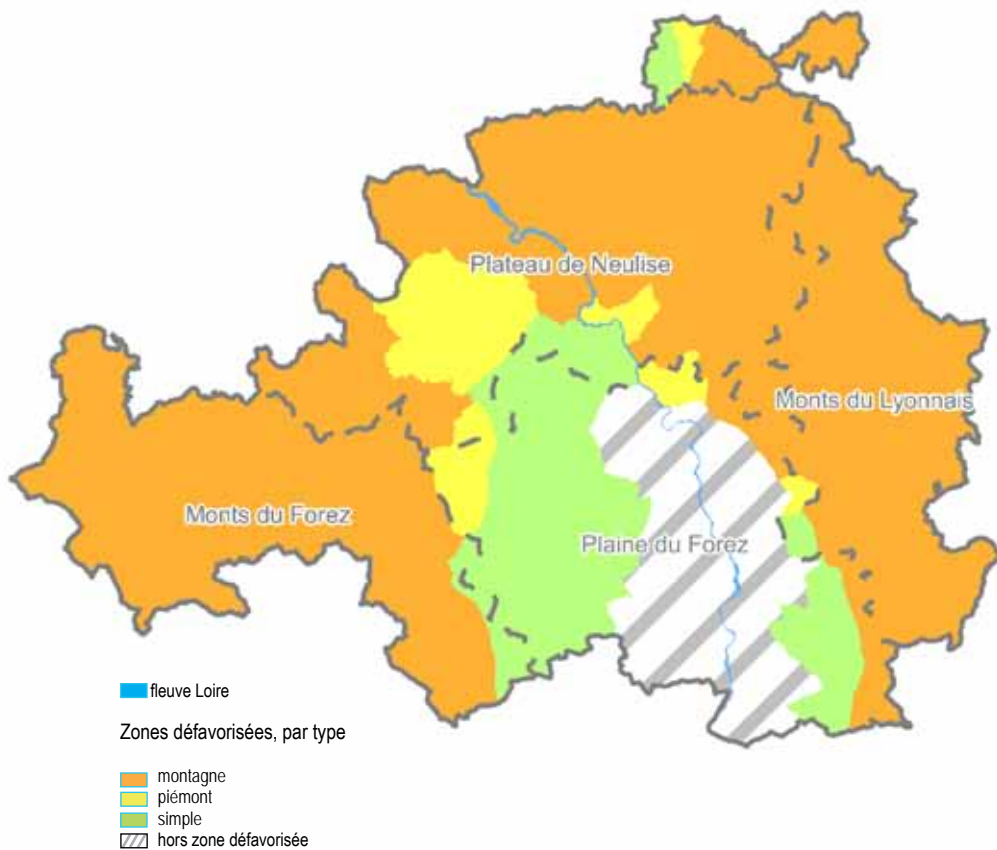 Plateau de Neulise
Monts du Lyonnais
Monts du Forez
Plaine du Forez
fleuve Loire
Zones défavorisées, par type
montagne
piémont
simple
hors zone défavorisée